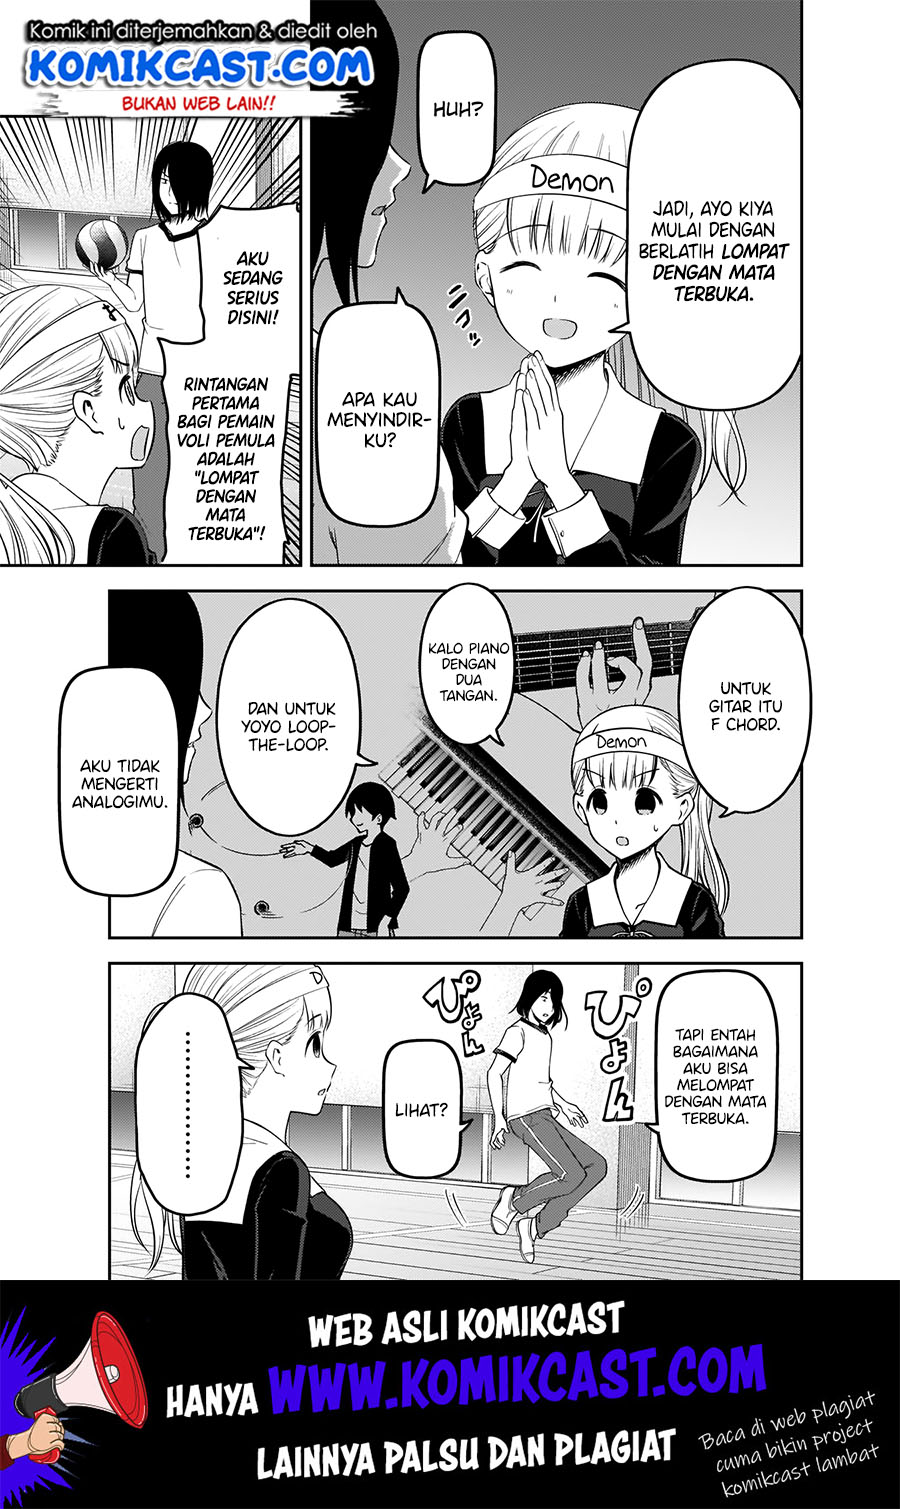 Komik ini diterjemahkan & diedit oleh
KOMIKCAST.COM
BUKAN WEB LAIN!!
JADI, AYO KIYA
MULAI DENGAN
BERLATIH LOMPAT
DENGAN MATA
TERBUKA.
HUH?
Demon
ニコッ
APA KAU
MENYINDIR-
KU?
AKU
SEDANG
SERIUS
DISINI!
RINTANGAN
PERTAMA
BAGI PEMAIN
VOLI PEMULA
ADALAH
"LOMPAT
DENGAN
MATA
TERBUKA"!
UNTUK
GITAR ITU
F CHORD.
KALO PIANO
DENGAN
DUA
TANGAN.
DAN UNTUK
YOYO LOOP-
THE-LOOP.
Demon
AKU TIDAK
MENGERTI
ANALOGIMU.
TAPI ENTAH
BAGAIMANA
AKU BISA
MELOMPAT
DENGAN MATA
TERBUKA.
ぴょん
ぴょん
LIHAT?
D
..............
WEB ASLI KOMIKCAST
HANYA WWW.KOMIKCAST.COM
LAINNYA PALSU DAN PLAGIAT
Baca di web plagiat
cuma bikin project
komikcast lambat